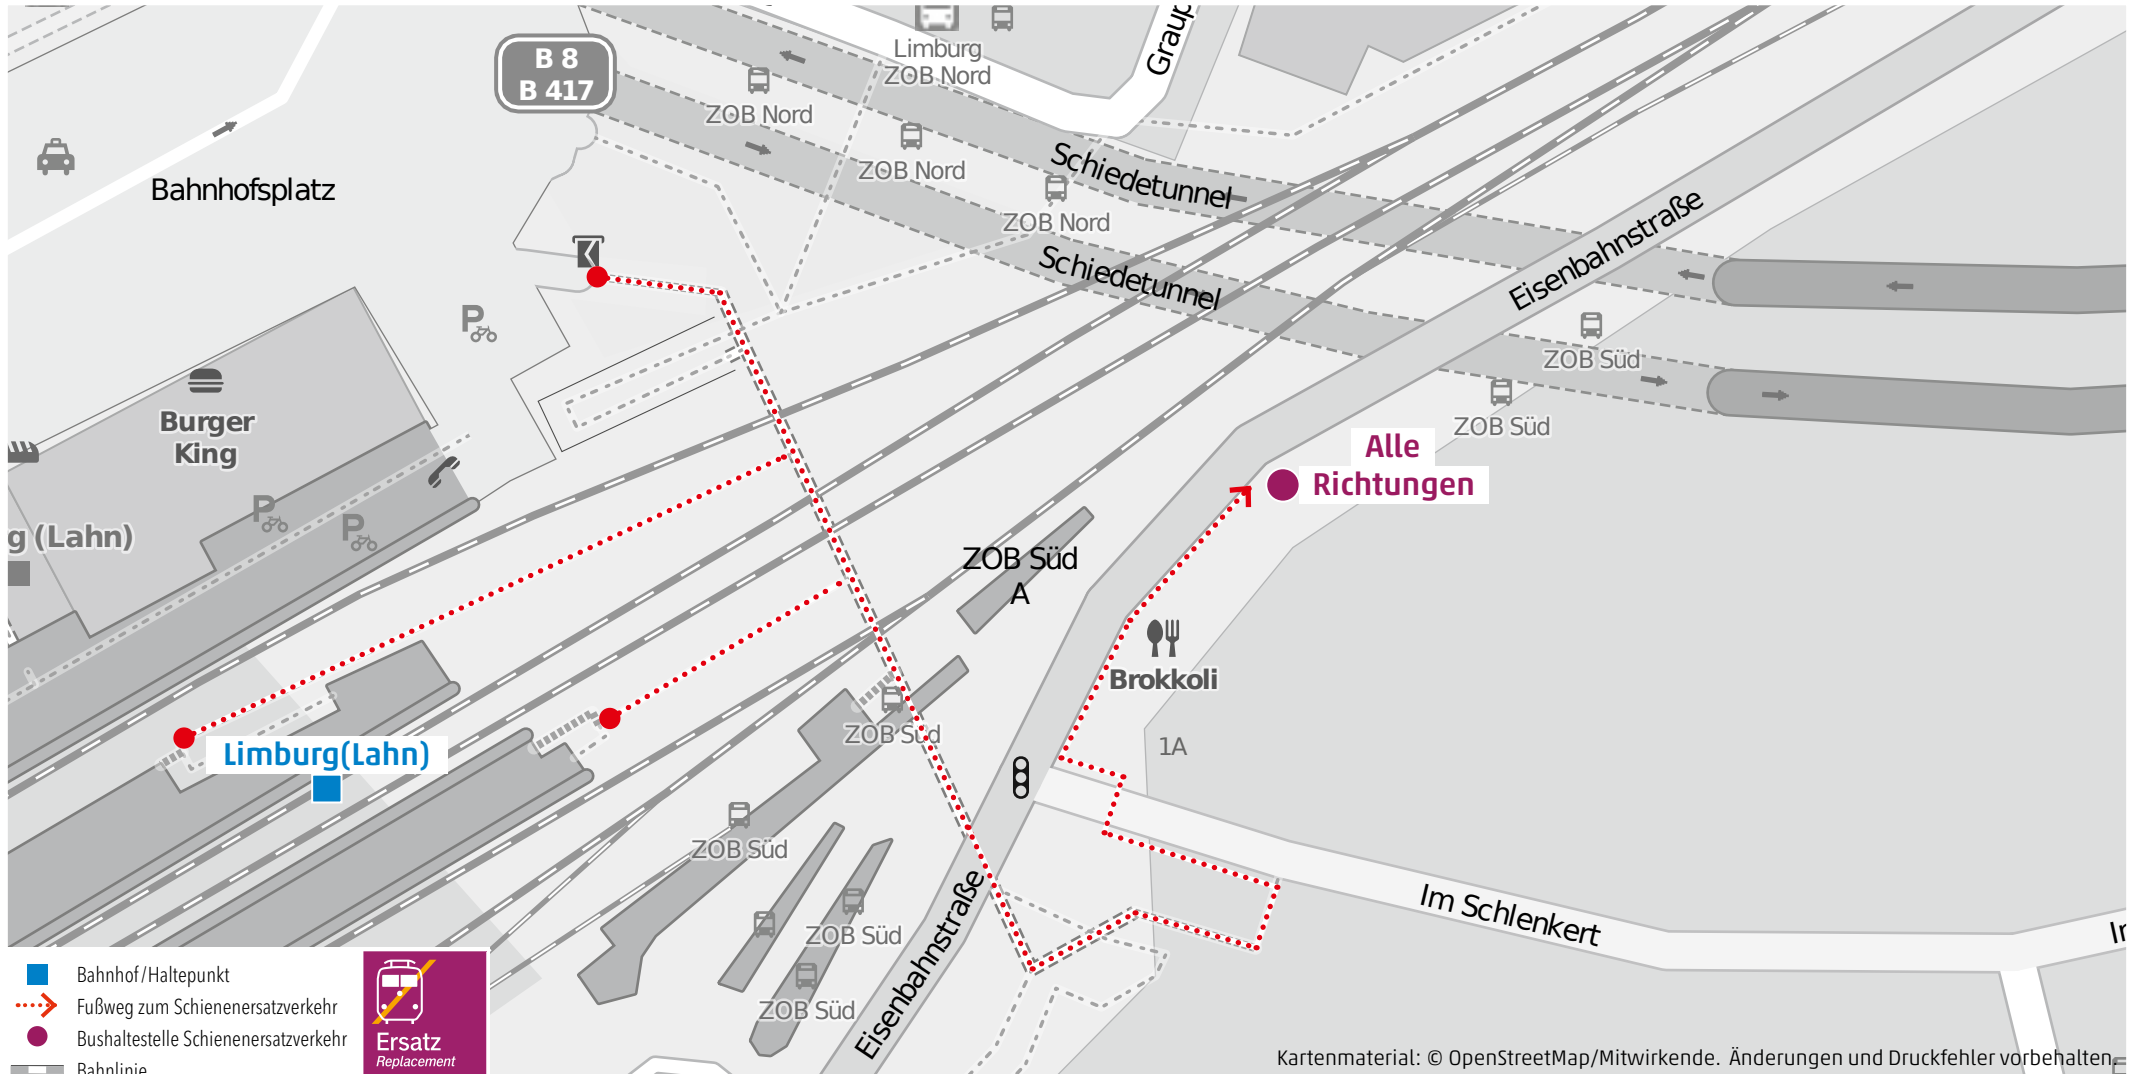 B 8
B 417
Limburg
ZOB Nord
Graup
ZOB Nord
ZOB Nord
ZOB Nord
Bahnhofsplatz
Schiedetunnel
Schiedetunnel
Eisenbahnstraße
P
Burger
King
ZOB Süd
ZOB Süd
Alle
Richtungen
P
P
g (Lahn)
ZOB Süd
A
Brokkoli
1A
Limburg(Lahn)
ZOB Süd
ZOB Süd
ZOB Süd
ZOB Süd
Eisenbahnstraße
Im Schlenkert
Ir
Bahnhof/Haltepunkt
Fußweg zum Schienenersatzverkehr
Bushaltestelle Schienenersatzverkehr
Bahnlinie
Ersatz
Replacement
Kartenmaterial: © OpenStreetMap/Mitwirkende. Änderungen und Druckfehler vorbehalten.